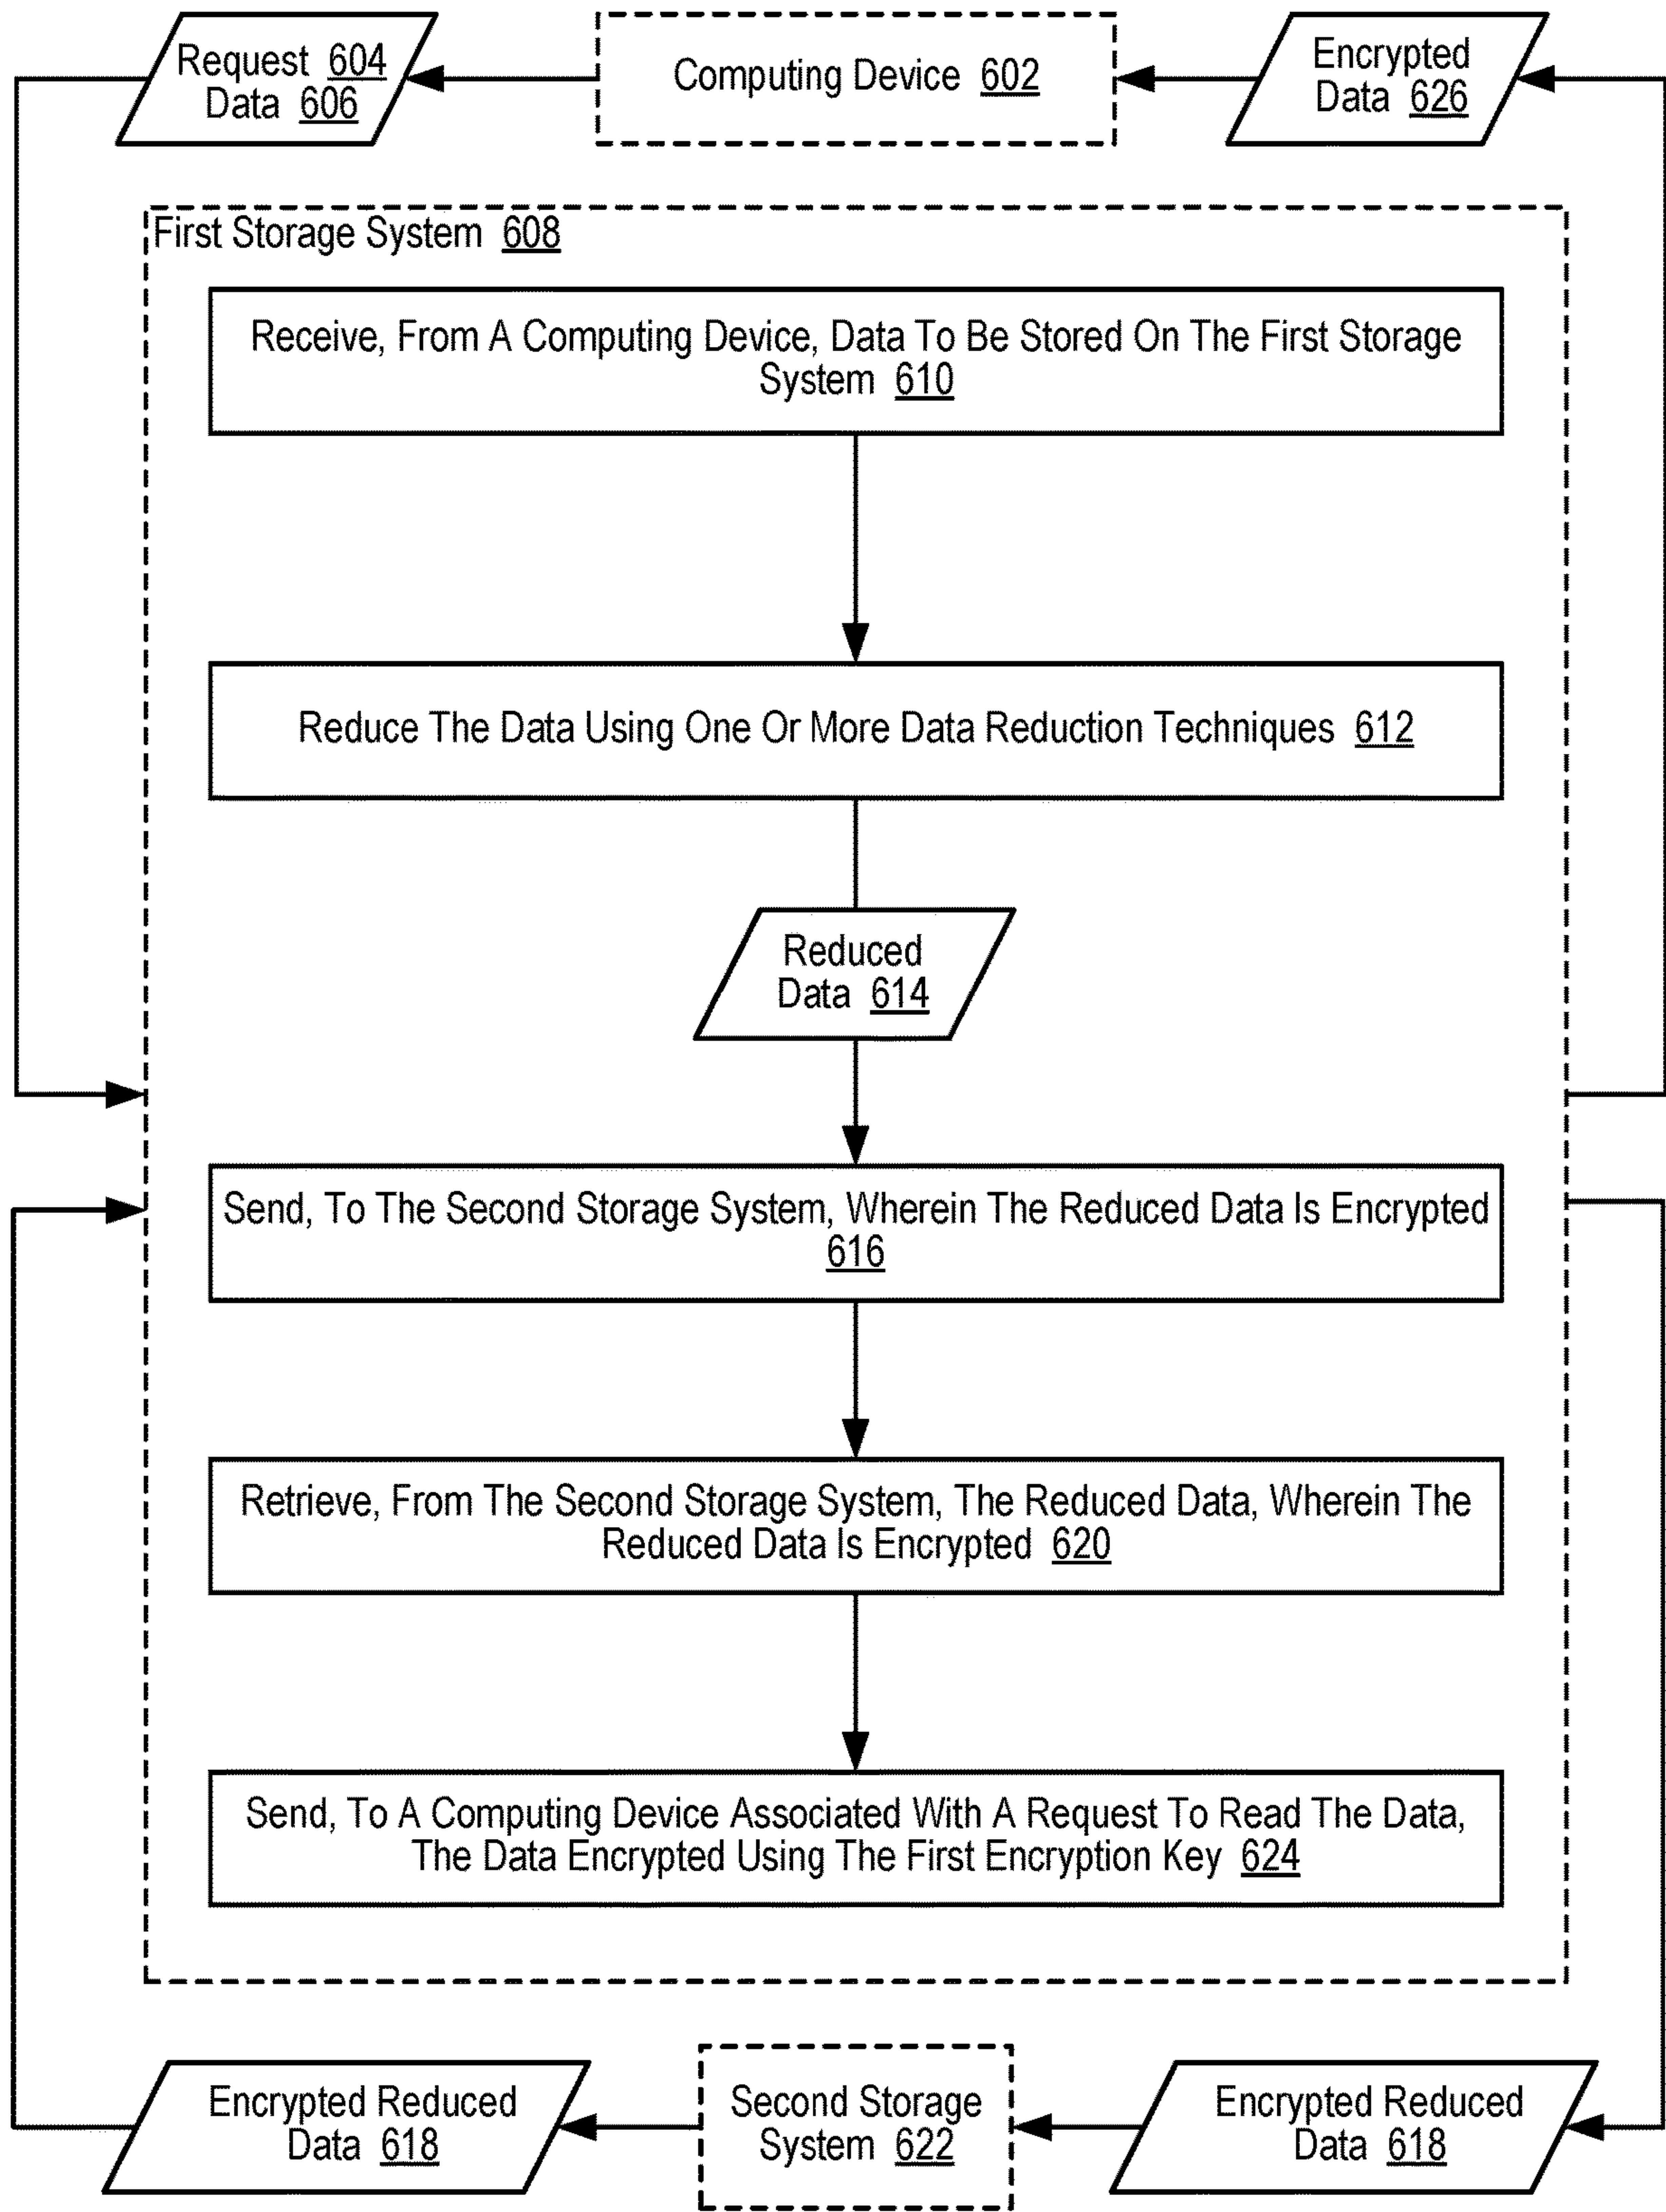 Request 604
Data 606
Computing Device 602
Encrypted
Data 626
First Storage System 608
Receive, From A Computing Device, Data To Be Stored On The First Storage
System 610
Reduce The Data Using One Or More Data Reduction Techniques 612
Reduced
Data 614
Send, To The Second Storage System, Wherein The Reduced Data Is Encrypted
616
Retrieve, From The Second Storage System, The Reduced Data, Wherein The
Reduced Data Is Encrypted 620
Send, To A Computing Device Associated With A Request To Read The Data,
The Data Encrypted Using The First Encryption Key 624
Encrypted Reduced
Data 618
Second Storage
System 622
Encrypted Reduced
Data 618